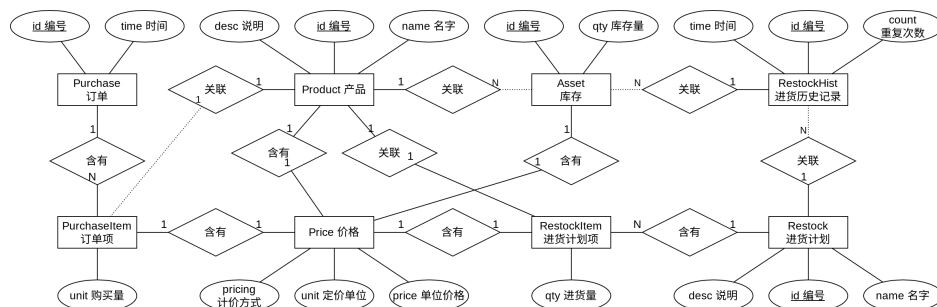 id 编号
time 时间
desc 说明
id 编号
name 名字
id 编号
qty 库存量
time 时间
id 编号
count
重复次数
Purchase
订单
关联
1
1
Product 产品
1
关联
N
Asset
库存
N
关联
1
RestockHist
进货历史记录
1
含有
N
1
含有
1
1
关联
1
1
含有
1
N
关联
1
PurchaseItem
订单项
1
含有
1
Price 价格
1
含有
1
RestockItem
进货计划项
N
含有
1
Restock
进货计划
unit 购买量
pricing
计价方式
unit 定价单位
price 单位价格
qty 进货量
desc 说明
id 编号
name 名字